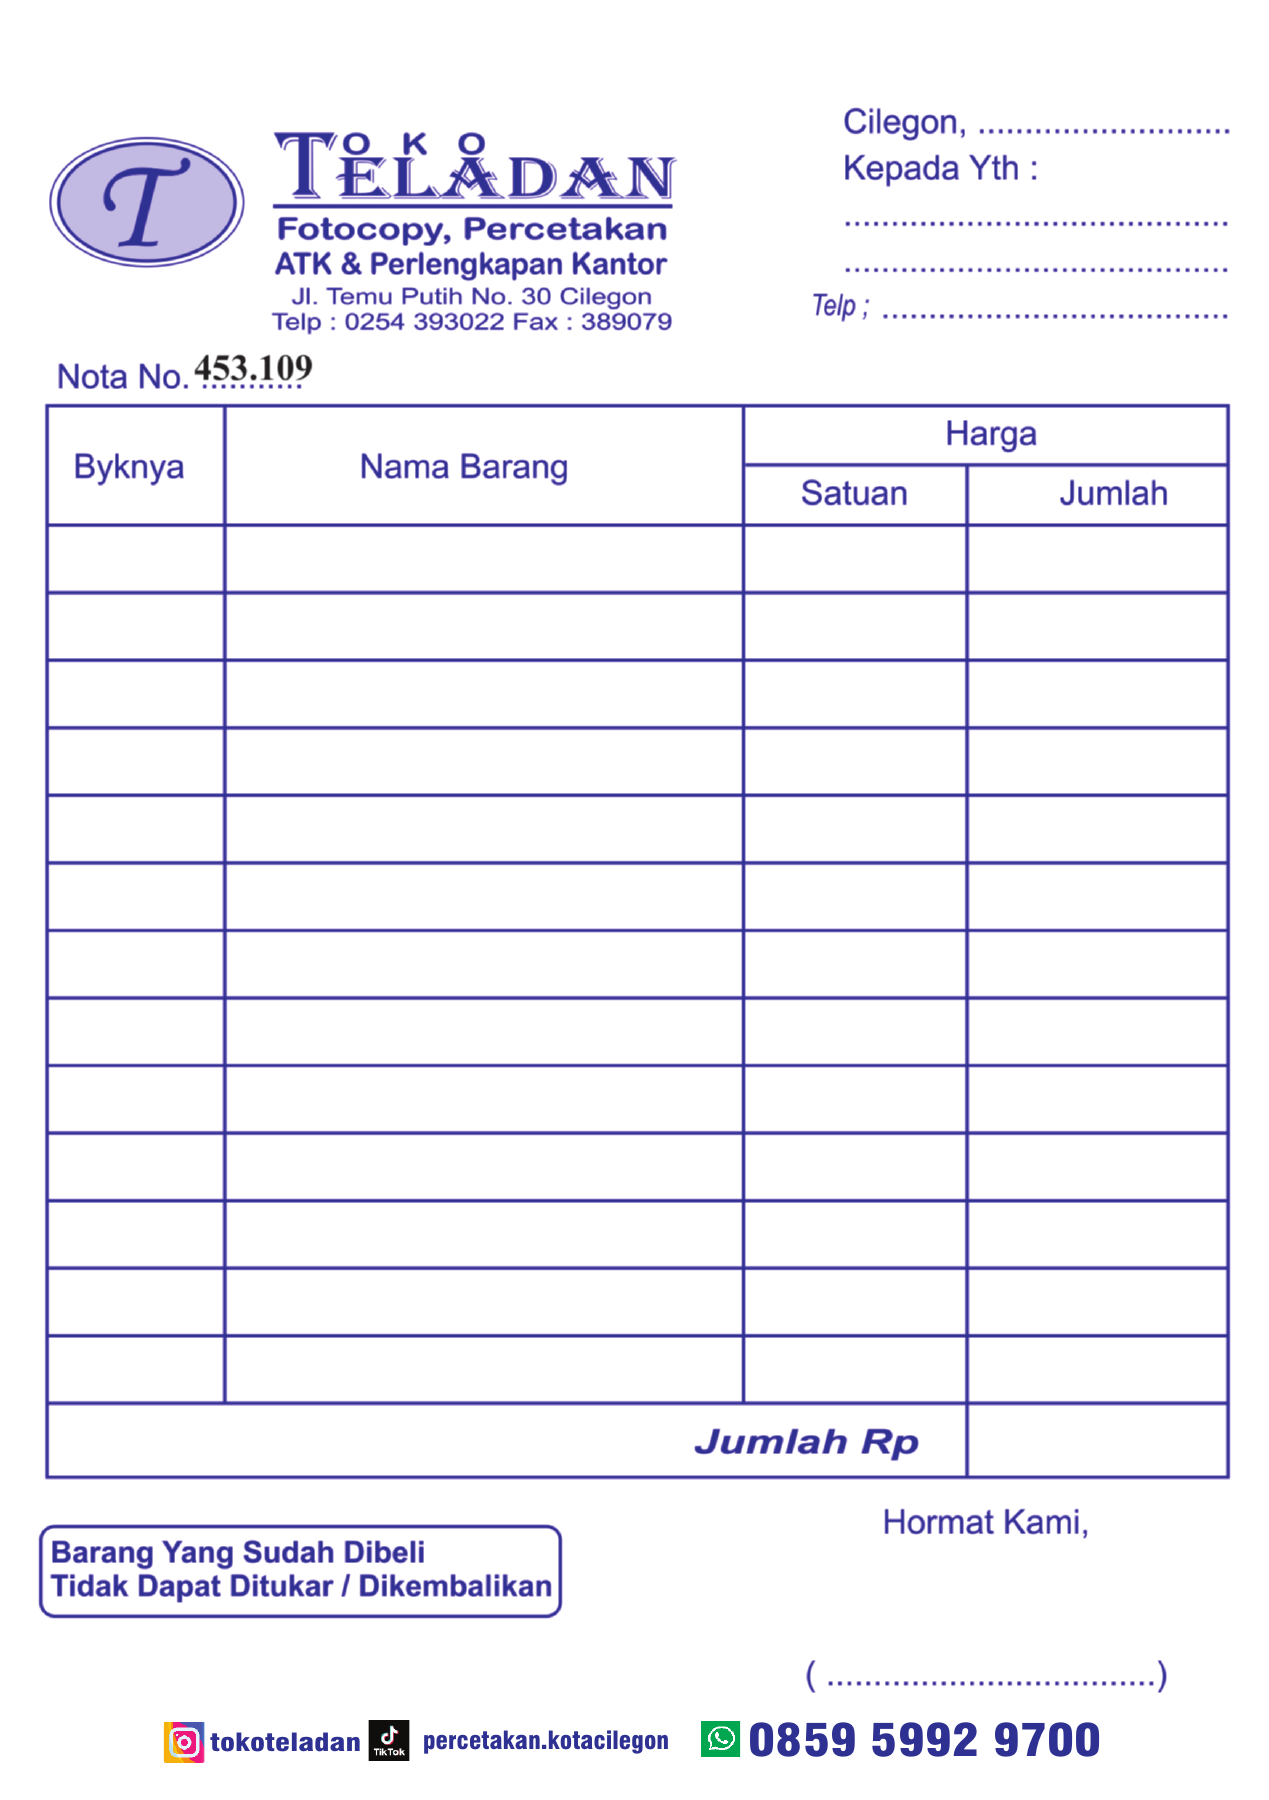 T
TOKO
TELADAN
Fotocopy, Percetakan
ATK & Perlengkapan Kantor
Jl. Temu Putih No. 30 Cilegon
Telp : 0254 393022 Fax : 389079
Cilegon, ...........................
Kepada Yth :
.........................................
.........................................
Telp ; .....................................
Nota No. 453.109
Byknya
Nama Barang
Harga
Satuan
Jumlah
Jumlah Rp
Hormat Kami,
Barang Yang Sudah Dibeli
Tidak Dapat Ditukar / Dikembalikan
( ...................................)
tokoteladan
TikTok
percetakan.kotacilegon
0859 5992 9700